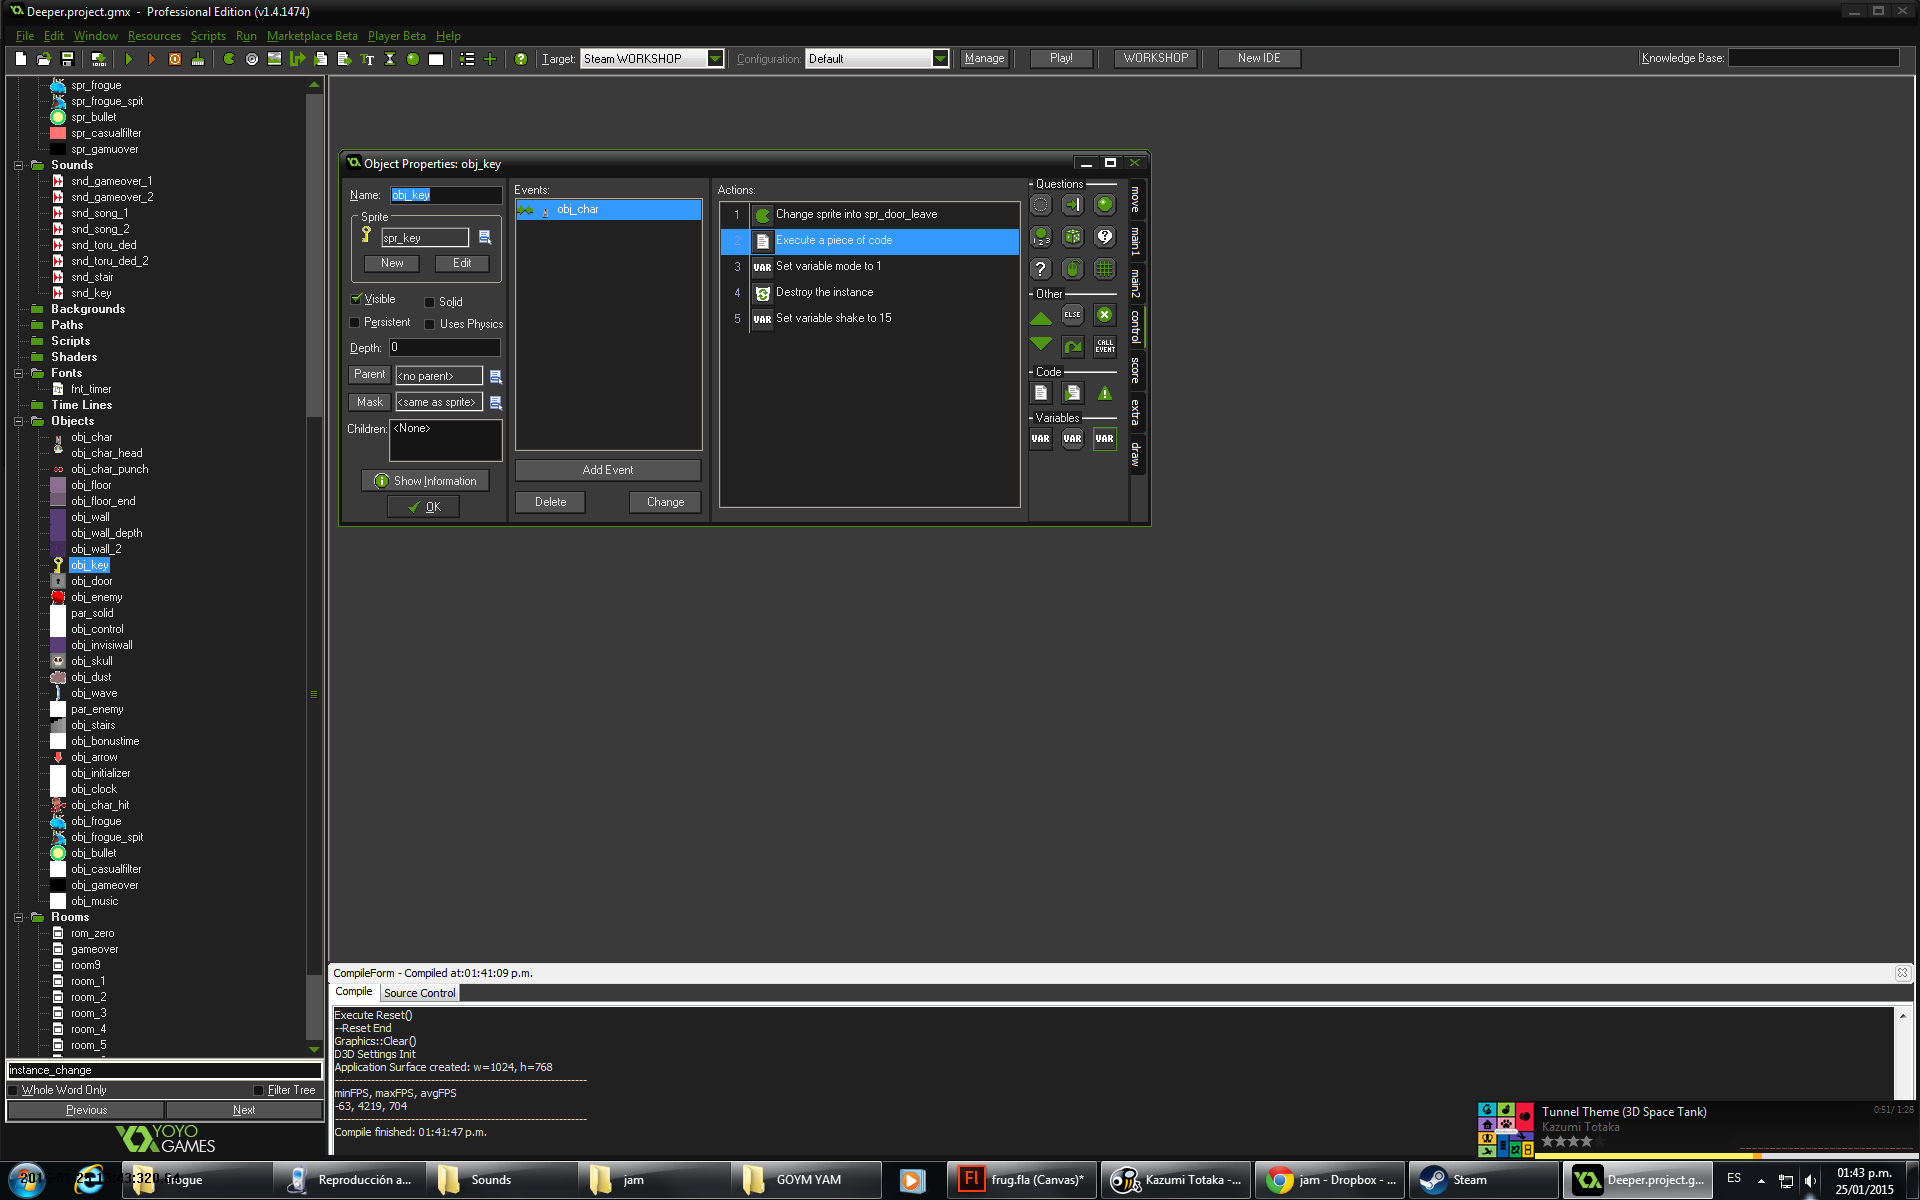 Deeper.project.gmx - Professional Edition (v1.4.1474)
File Edit Window Resources Scripts Run Marketplace Beta Player Beta Help
Target: Steam WORKSHOP Configuration: Default Manage Play! WORKSHOP New IDE Knowledge Base:
spr_frogue
spr_frogue_spit
spr_bullet
spr_casualfilter
spr_gamuover
Sounds
snd_gameover_1
snd_gameover_2
snd_song_1
snd_song_2
snd_toru_ded
snd_toru_ded_2
snd_stair
snd_key
Backgrounds
Paths
Scripts
Shaders
Fonts
fnt_timer
Time Lines
Objects
obj_char
obj_char_head
obj_char_punch
obj_floor
obj_floor_end
obj_wall
obj_wall_depth
obj_wall_2
obj_key
obj_door
obj_enemy
par_solid
obj_control
obj_invisiwall
obj_skull
obj_dust
obj_wave
par_enemy
obj_stairs
obj_bonustime
obj_arrow
obj_initializer
obj_clock
obj_char_hit
obj_frogue
obj_frogue_spit
obj_bullet
obj_casualfilter
obj_gameover
obj_music
Rooms
rom_zero
gameover
room9
room_1
room_2
room_3
room_4
room_5
instance_change
Whole Word Only Filter Tree
Previous Next
YOYO
GAMES
Object Properties: obj_key
Name: obj_key
Sprite
spr_key
New Edit
Visible Solid
Persistent Uses Physics
Depth: 0
Parent <no parent>
Mask <same as sprite>
Children: <None>
Show Information
OK
Events:
obj_char
Add Event
Delete Change
Actions:
1 Change sprite into spr_door_leave
2 Execute a piece of code
3 VAR Set variable mode to 1
4 Destroy the instance
5 VAR Set variable shake to 15
Questions
Other
ELSE
CALL EVENT
Code
Variables
VAR VAR VAR
move
main1
main2
control
score
extra
draw
CompileForm - Compiled at:01:41:09 p.m.
Compile Source Control
Execute Reset()
--Reset End
Graphics::Clear()
D3D Settings Init
Application Surface created: w=1024, h=768
minFPS, maxFPS, avgFPS
-63, 4219, 704
Compile finished: 01:41:47 p.m.
Tunnel Theme (3D Space Tank) 0:51/ 1:28
Kazumi Totaka
frogue
Reproducción a...
Sounds
jam
GOYM YAM
Fl frug.fla (Canvas)*
Kazumi Totaka -...
jam - Dropbox - ...
Steam
Deeper.project.g...
ES
01:43 p.m.
25/01/2015